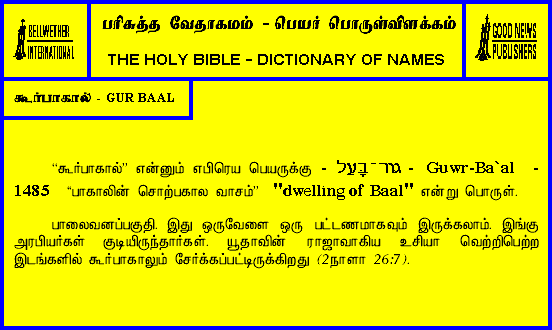 BELLWETHER
INTERNATIONAL
பரிசுத்த வேதாகமம் - பெயர் பொருள்விளக்கம்
THE HOLY BIBLE - DICTIONARY OF NAMES
GOOD NEWS
PUBLISHERS
கூர்பாகால் - GUR BAAL
“கூர்பாகால்” என்னும் எபிரெய பெயருக்கு - גור־בָּעַל - Guwr-Ba`al -
1485 “பாகாலின் சொற்பகால வாசம்” "dwelling of Baal" என்று பொருள்.
பாலைவனப்பகுதி. இது ஒருவேளை ஒரு பட்டணமாகவும் இருக்கலாம். இங்கு
அரபியர்கள் குடியிருந்தார்கள். யூதாவின் ராஜாவாகிய உசியா வெற்றிபெற்ற
இடங்களில் கூர்பாகாலும் சேர்க்கப்பட்டிருக்கிறது (2நாளா 26:7).